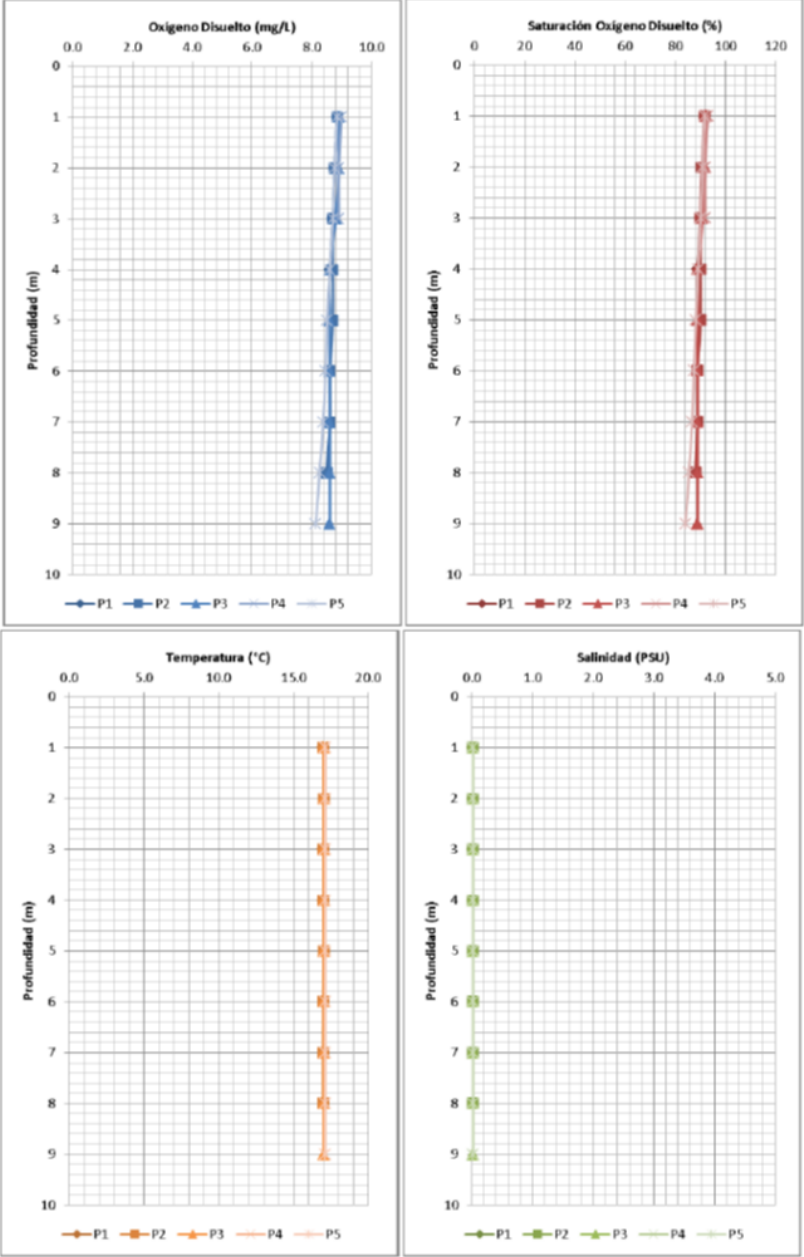 Oxígeno Disuelto (mg/L)
0.0 2.0 4.0 6.0 8.0 10.0
0
1
2
3
4
5
6
7
8
9
10
Profundidad (m)
P1 P2 P3 P4 P5
Saturación Oxígeno Disuelto (%)
0 20 40 60 80 100 120
0
1
2
3
4
5
6
7
8
9
10
Profundidad (m)
P1 P2 P3 P4 P5
Temperatura (°C)
0.0 5.0 10.0 15.0 20.0
0
1
2
3
4
5
6
7
8
9
10
Profundidad (m)
P1 P2 P3 P4 P5
Salinidad (PSU)
0.0 1.0 2.0 3.0 4.0 5.0
0
1
2
3
4
5
6
7
8
9
10
Profundidad (m)
P1 P2 P3 P4 P5